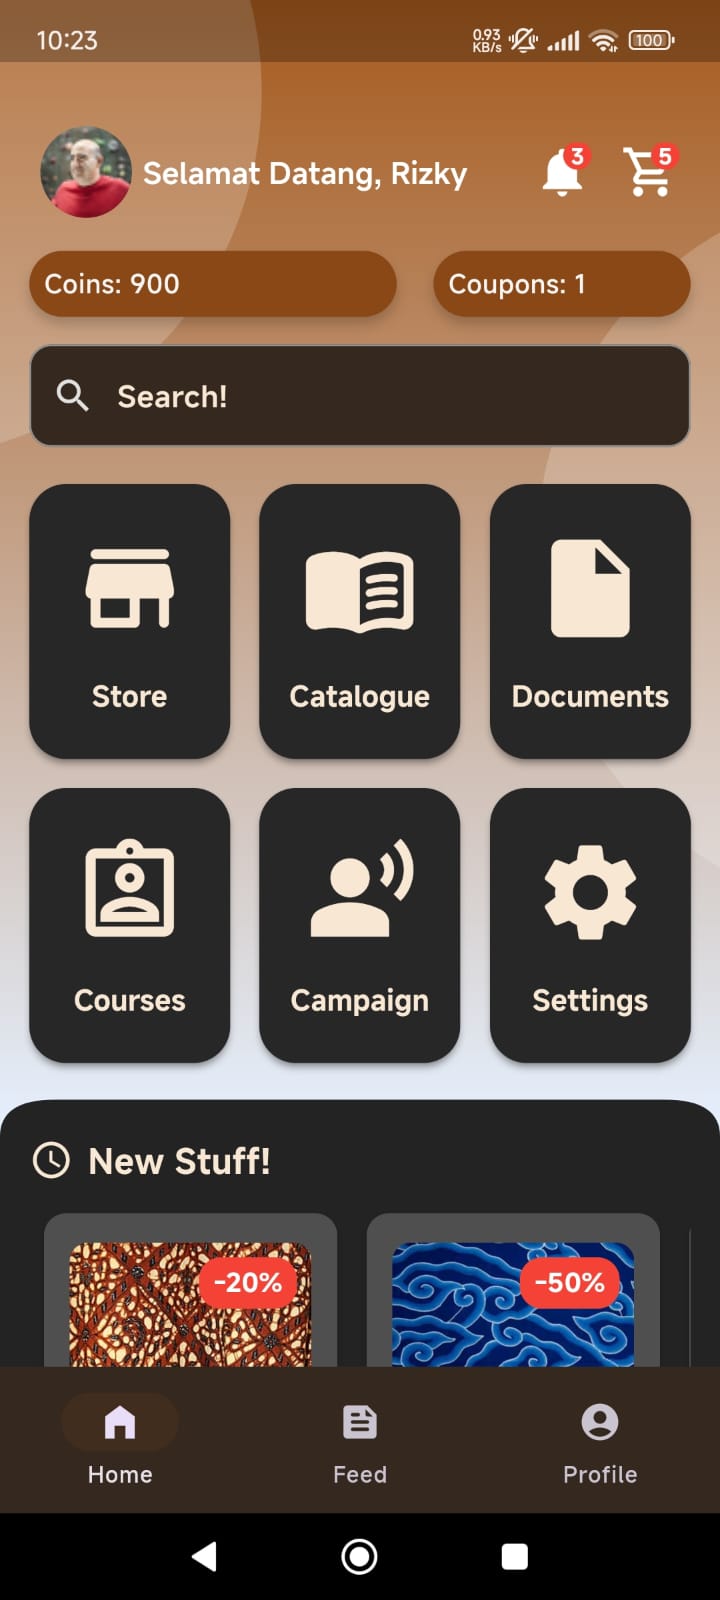 10:23
0.93
KB/s
100
Selamat Datang, Rizky
3
5
Coins: 900
Coupons: 1
Search!
Store
Catalogue
Documents
Courses
Campaign
Settings
New Stuff!
-20%
-50%
Home
Feed
Profile